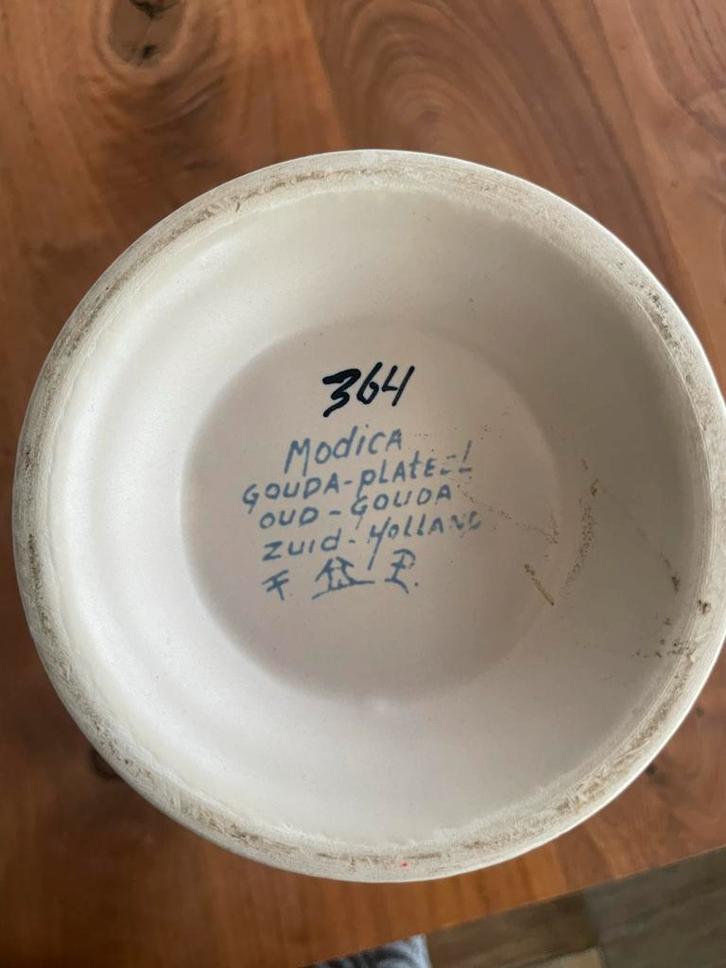 364
Modica
GOUDA-PLATEEL
OUD-GOUDA
ZUID-HOLLAND